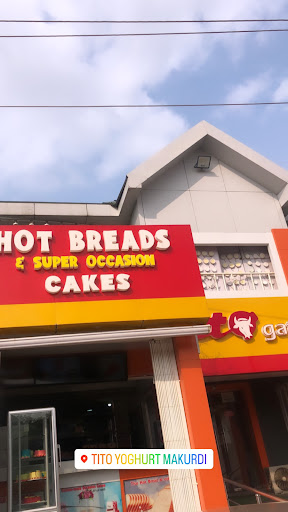 HOT BREADS
& SUPER OCCASION
CAKES
TITO YOGHURT MAKURDI